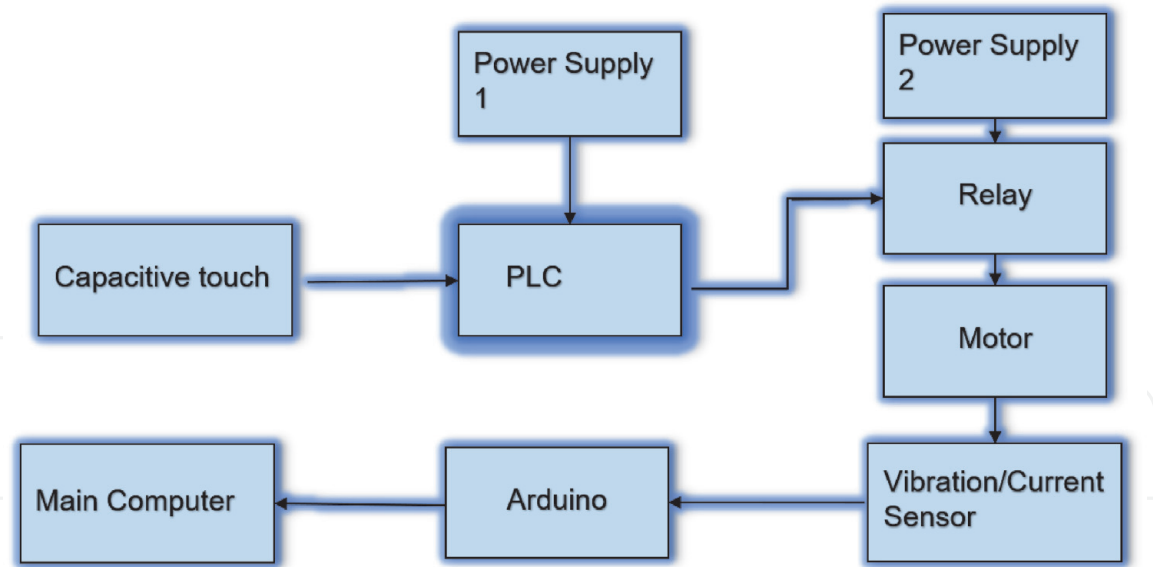 Power Supply
1
Power Supply
2
Relay
Capacitive touch
PLC
Motor
Main Computer
Arduino
Vibration/Current
Sensor